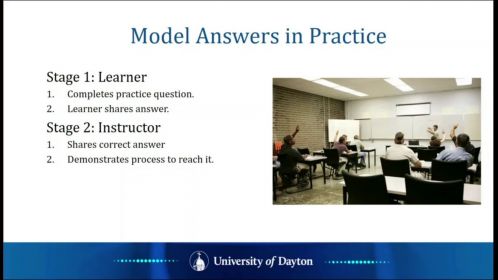 Model Answers in Practice
Stage 1: Learner
1. Completes practice question.
2. Learner shares answer.
Stage 2: Instructor
1. Shares correct answer
2. Demonstrates process to reach it.
University of Dayton